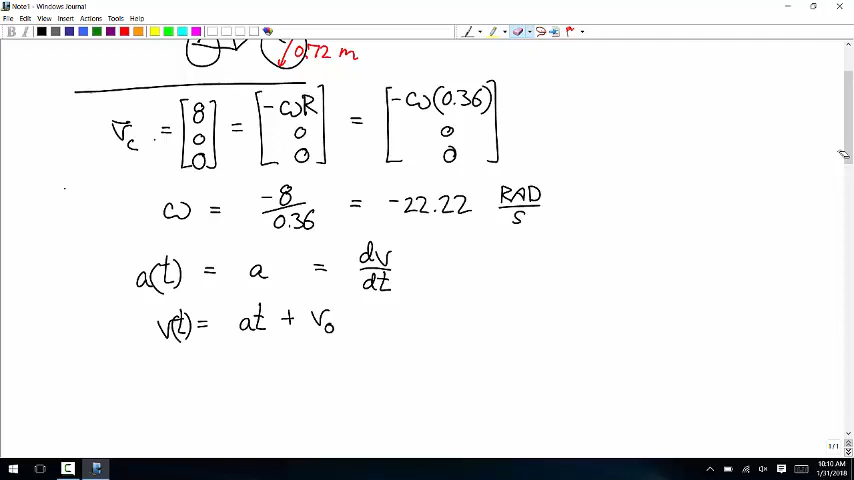 Note1 - Windows Journal
File Edit View Insert Actions Tools Help
B I
0.72 m
v̄c = [8 0 0] = [-ωR 0 0] = [-ω(0.36) 0 0]
ω = -8/0.36 = -22.22 RAD/S
a(t) = a = dv/dt
v(t) = at + v0
1/1
10:10 AM
1/31/2018